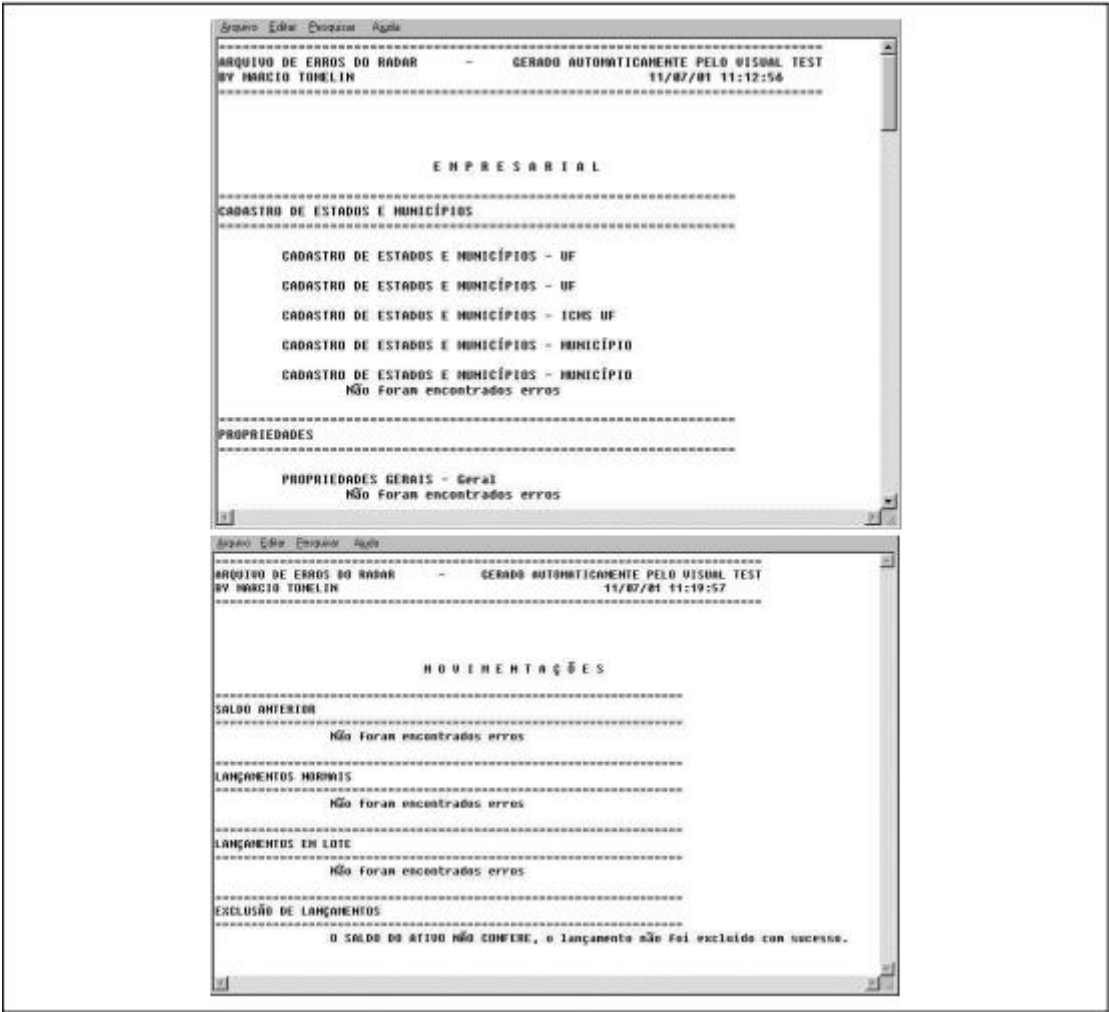 Arquivo Editar Pesquisar Ajuda
ARQUIVO DE ERROS DO RADAR - GERADO AUTOMATICAMENTE PELO VISUAL TEST
BY MARCIO TOMELIN 11/07/01 11:12:56
E M P R E S A R I A L
CADASTRO DE ESTADOS E MUNICÍPIOS
CADASTRO DE ESTADOS E MUNICÍPIOS - UF
CADASTRO DE ESTADOS E MUNICÍPIOS - UF
CADASTRO DE ESTADOS E MUNICÍPIOS - ICMS UF
CADASTRO DE ESTADOS E MUNICÍPIOS - MUNICÍPIO
CADASTRO DE ESTADOS E MUNICÍPIOS - MUNICÍPIO
Não foram encontrados erros
PROPRIEDADES
PROPRIEDADES GERAIS - Geral
Não foram encontrados erros
Arquivo Editar Pesquisar Ajuda
ARQUIVO DE ERROS DO RADAR - GERADO AUTOMATICAMENTE PELO VISUAL TEST
BY MARCIO TOMELIN 11/07/01 11:19:57
M O V I M E N T A Ç Õ E S
SALDO ANTERIOR
Não foram encontrados erros
LANÇAMENTOS NORMAIS
Não foram encontrados erros
LANÇAMENTOS EM LOTE
Não foram encontrados erros
EXCLUSÃO DE LANÇAMENTOS
O SALDO DO ATIVO NÃO CONFERE, o lançamento não foi excluído com sucesso.